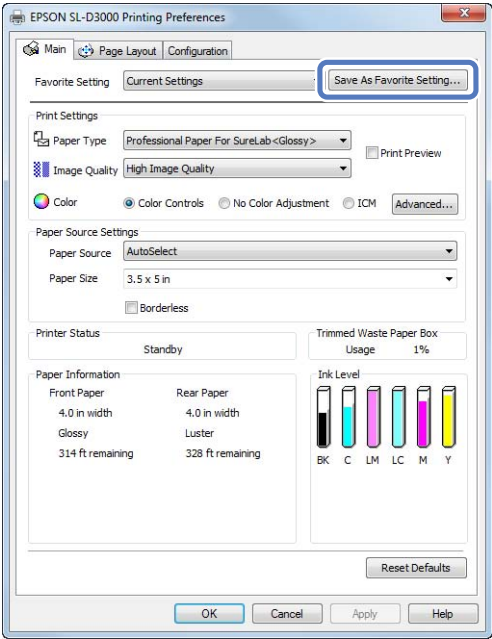 EPSON SL-D3000 Printing Preferences
Main Page Layout Configuration
Favorite Setting Current Settings Save As Favorite Setting...
Print Settings
Paper Type Professional Paper For SureLab<Glossy>
Print Preview
Image Quality High Image Quality
Color Color Controls No Color Adjustment ICM Advanced...
Paper Source Settings
Paper Source AutoSelect
Paper Size 3.5 x 5 in
Borderless
Printer Status
Standby
Trimmed Waste Paper Box
Usage 1%
Paper Information
Front Paper Rear Paper
4.0 in width 4.0 in width
Glossy Luster
314 ft remaining 328 ft remaining
Ink Level
BK C LM LC M Y
Reset Defaults
OK Cancel Apply Help